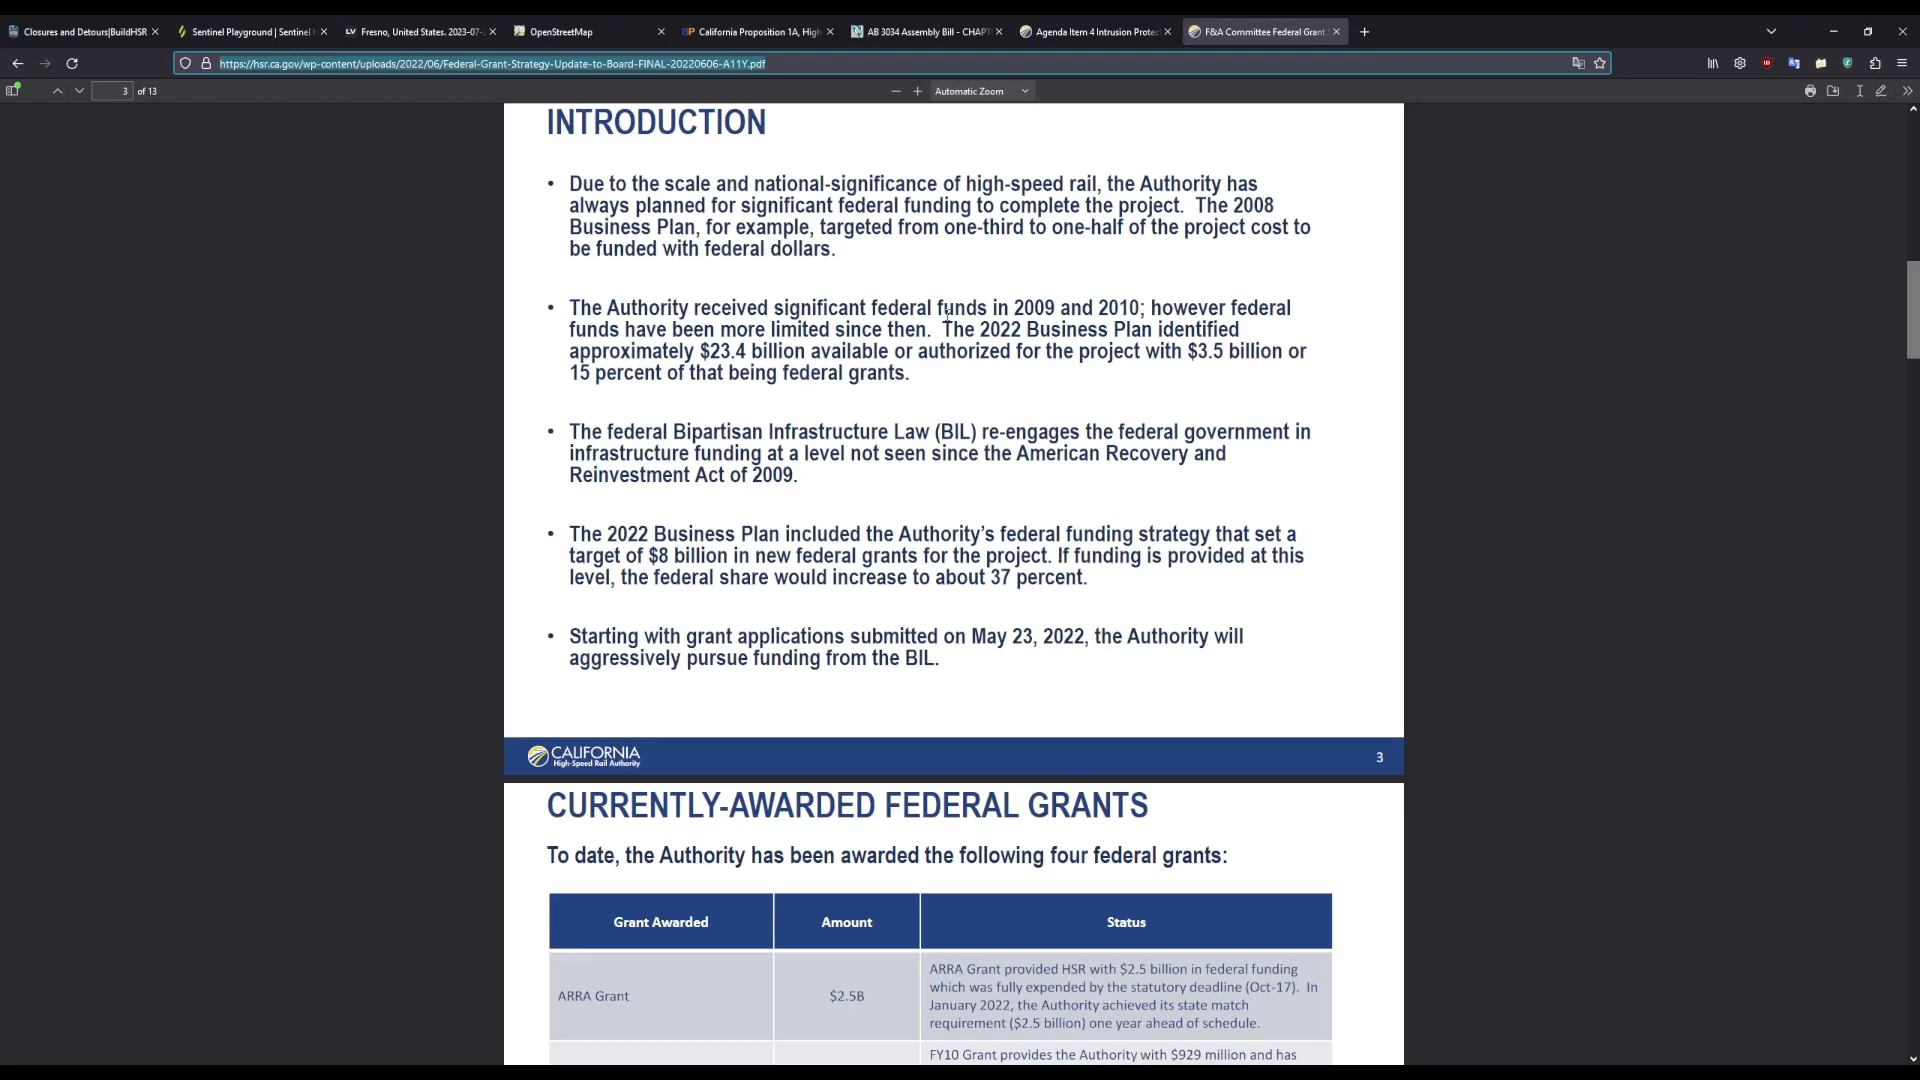 Closures and Detours|BuildHSR
Sentinel Playground | Sentinel H
LV Fresno, United States. 2023-07-
OpenStreetMap
BP California Proposition 1A, High
AB 3034 Assembly Bill - CHAPT
Agenda Item 4 Intrusion Protec
F&A Committee Federal Grant S
https://hsr.ca.gov/wp-content/uploads/2022/06/Federal-Grant-Strategy-Update-to-Board-FINAL-20220606-A11Y.pdf
3 of 13
Automatic Zoom
INTRODUCTION
• Due to the scale and national-significance of high-speed rail, the Authority has
always planned for significant federal funding to complete the project. The 2008
Business Plan, for example, targeted from one-third to one-half of the project cost to
be funded with federal dollars.
• The Authority received significant federal funds in 2009 and 2010; however federal
funds have been more limited since then. The 2022 Business Plan identified
approximately $23.4 billion available or authorized for the project with $3.5 billion or
15 percent of that being federal grants.
• The federal Bipartisan Infrastructure Law (BIL) re-engages the federal government in
infrastructure funding at a level not seen since the American Recovery and
Reinvestment Act of 2009.
• The 2022 Business Plan included the Authority’s federal funding strategy that set a
target of $8 billion in new federal grants for the project. If funding is provided at this
level, the federal share would increase to about 37 percent.
• Starting with grant applications submitted on May 23, 2022, the Authority will
aggressively pursue funding from the BIL.
CALIFORNIA
High-Speed Rail Authority
3
CURRENTLY-AWARDED FEDERAL GRANTS
To date, the Authority has been awarded the following four federal grants:
Grant Awarded
Amount
Status
ARRA Grant
$2.5B
ARRA Grant provided HSR with $2.5 billion in federal funding
which was fully expended by the statutory deadline (Oct-17). In
January 2022, the Authority achieved its state match
requirement ($2.5 billion) one year ahead of schedule.
FY10 Grant provides the Authority with $929 million and has